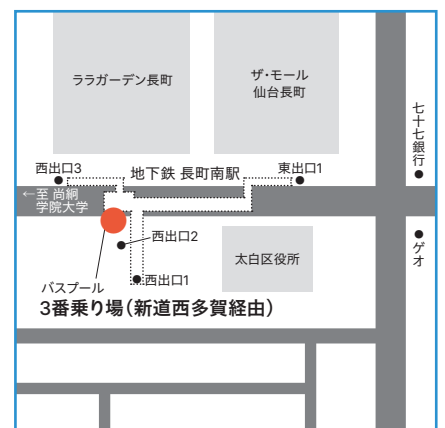 ララガーデン長町
ザ・モール
仙台長町
七十七銀行●
西出口3
地下鉄 長町南駅
東出口1
←至 尚絅
学院大学
●西出口2
●ゲオ
太白区役所
バスプール
●西出口1
3番乗り場（新道西多賀経由）